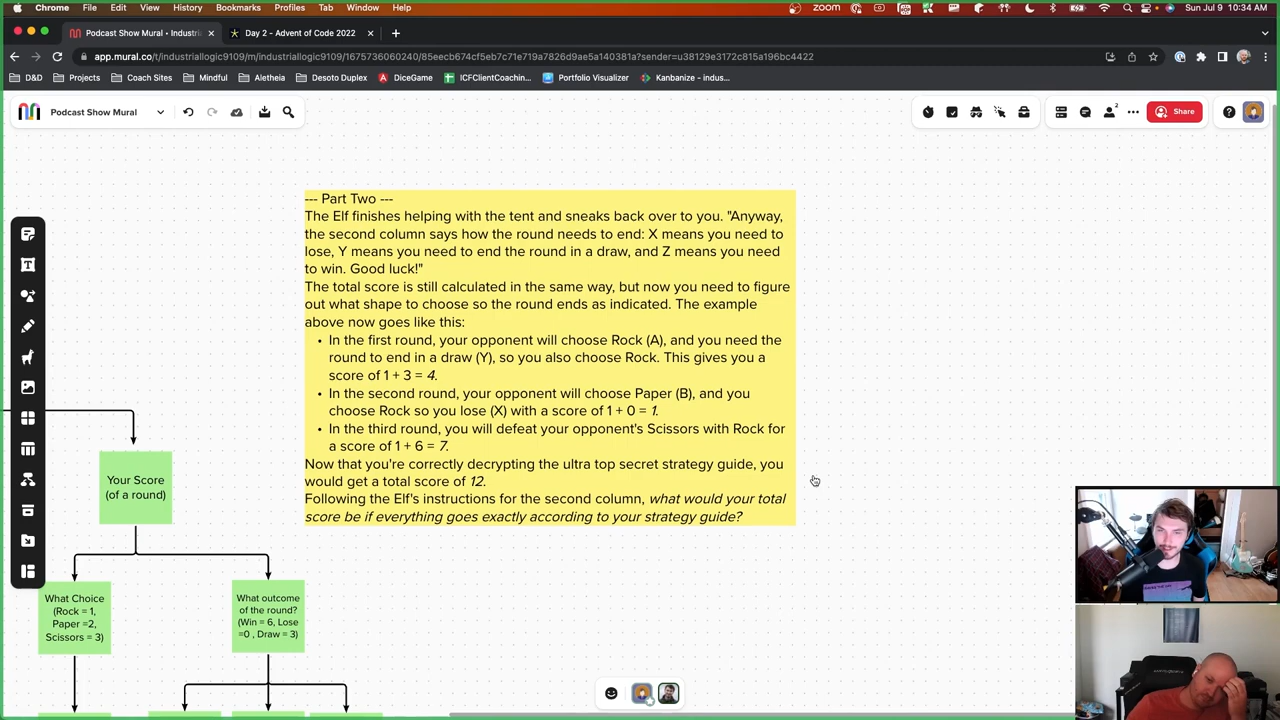 Chrome File Edit View History Bookmarks Profiles Tab Window Help zoom Sun Jul 9 10:34 AM
Podcast Show Mural • Industri Day 2 - Advent of Code 2022
app.mural.co/t/industriallogic9109/m/industriallogic9109/1675736060240/85eecb674cf5eb7c71e719a7826d9ae5a140381a?sender=u38129e3172c815a196bc4422
D&D Projects Coach Sites Mindful Aletheia Desoto Duplex DiceGame ICFClientCoaching... Portfolio Visualizer Kanbanize - indus...
Podcast Show Mural 2 Share
--- Part Two ---
The Elf finishes helping with the tent and sneaks back over to you. "Anyway,
the second column says how the round needs to end: X means you need to
lose, Y means you need to end the round in a draw, and Z means you need
to win. Good luck!"
The total score is still calculated in the same way, but now you need to figure
out what shape to choose so the round ends as indicated. The example
above now goes like this:
• In the first round, your opponent will choose Rock (A), and you need the
round to end in a draw (Y), so you also choose Rock. This gives you a
score of 1 + 3 = 4.
• In the second round, your opponent will choose Paper (B), and you
choose Rock so you lose (X) with a score of 1 + 0 = 1.
• In the third round, you will defeat your opponent's Scissors with Rock for
a score of 1 + 6 = 7.
Now that you're correctly decrypting the ultra top secret strategy guide, you
would get a total score of 12.
Following the Elf's instructions for the second column, what would your total
score be if everything goes exactly according to your strategy guide?
Your Score
(of a round)
What Choice
(Rock = 1,
Paper =2,
Scissors = 3)
What outcome
of the round?
(Win = 6, Lose
=0 , Draw = 3)